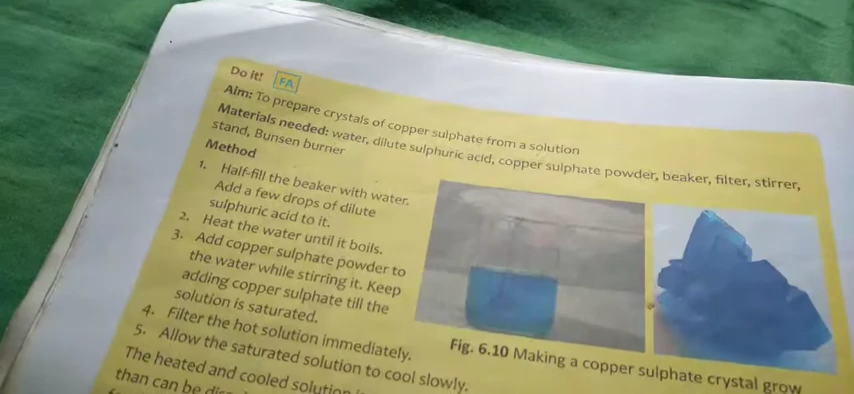 Do it! FA
Aim: To prepare crystals of copper sulphate from a solution
Materials needed: water, dilute sulphuric acid, copper sulphate powder, beaker, filter, stirrer,
stand, Bunsen burner
Method
1. Half-fill the beaker with water.
Add a few drops of dilute
sulphuric acid to it.
2. Heat the water until it boils.
3. Add copper sulphate powder to
the water while stirring it. Keep
adding copper sulphate till the
solution is saturated.
4. Filter the hot solution immediately.
5. Allow the saturated solution to cool slowly.
Fig. 6.10 Making a copper sulphate crystal grow
The heated and cooled solution
than can be